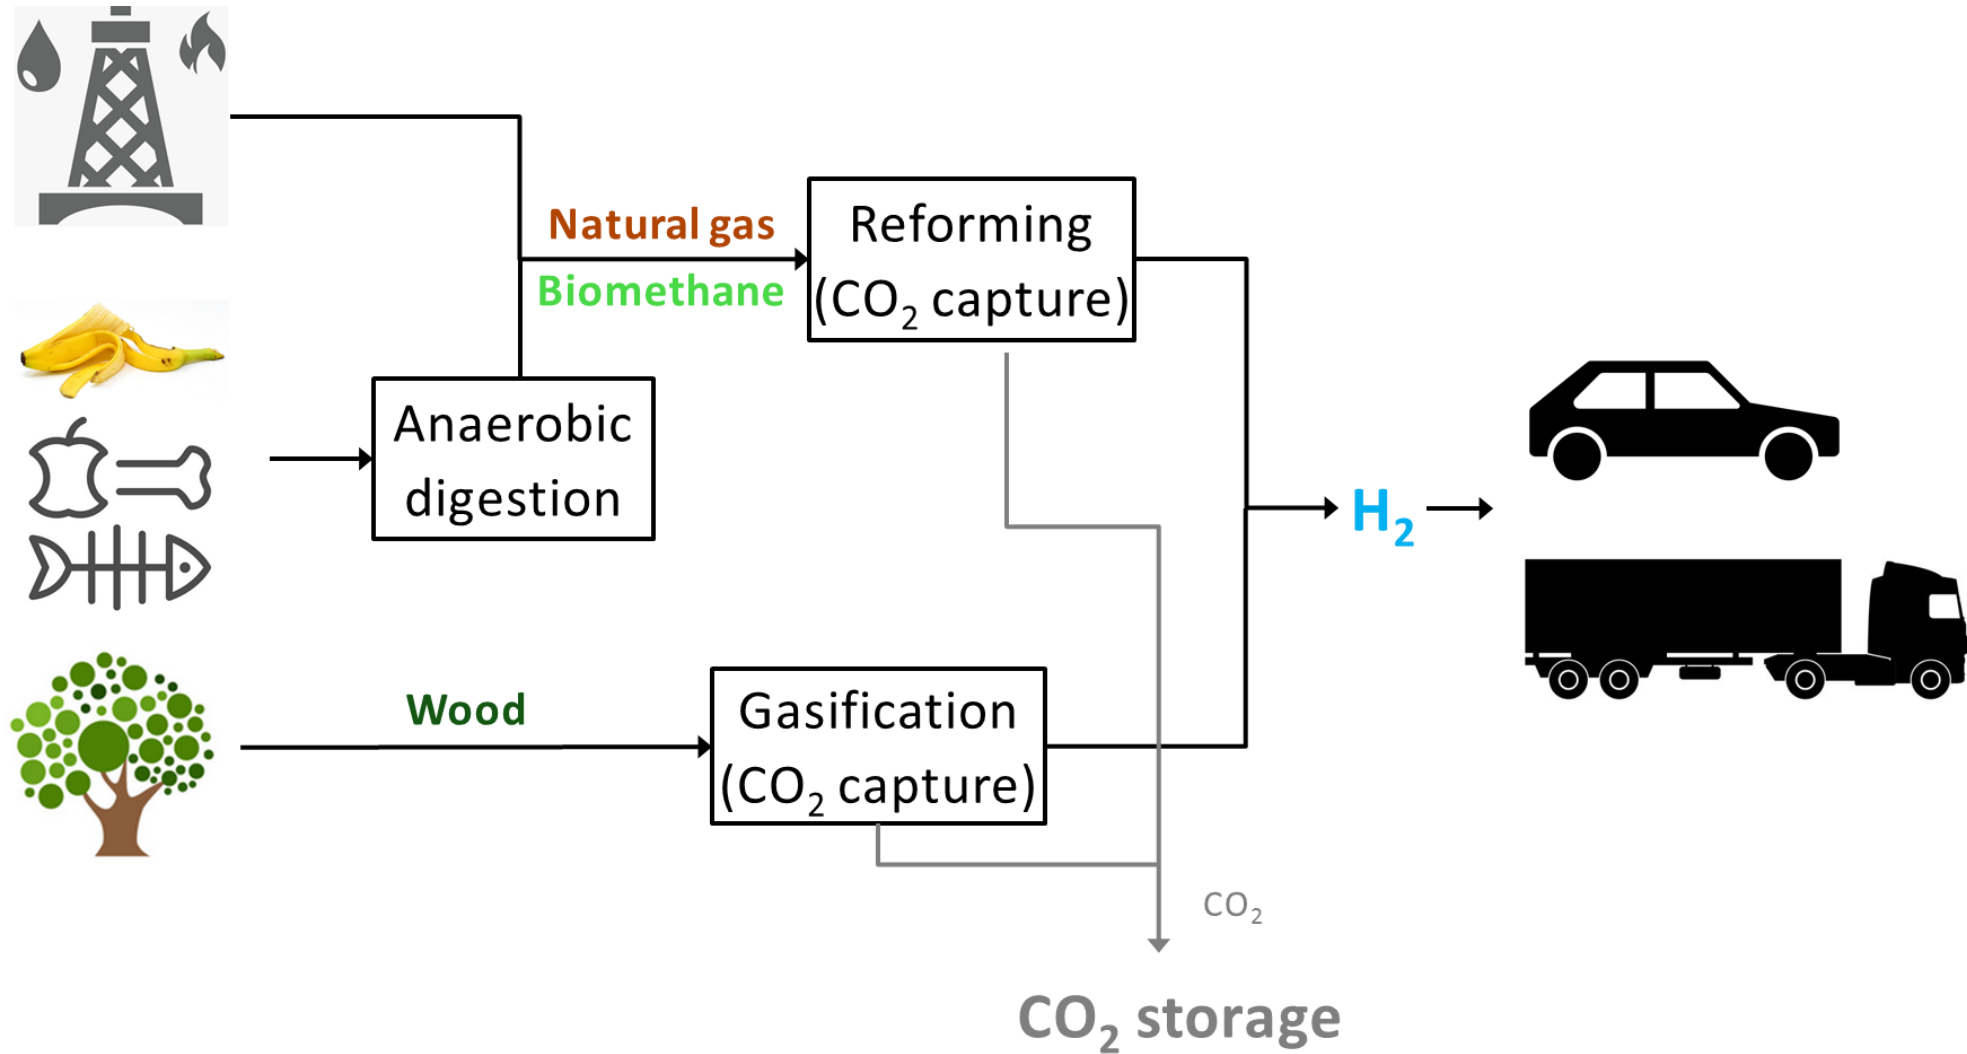 Natural gas
Biomethane
Reforming
(CO₂ capture)
Anaerobic
digestion
H₂
Wood
Gasification
(CO₂ capture)
CO₂
CO₂ storage